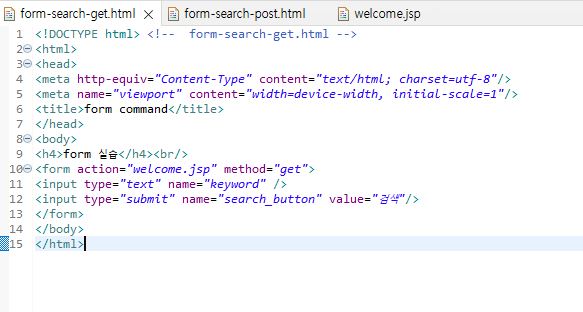 form-search-get.html form-search-post.html welcome.jsp
1 <!DOCTYPE html> <!--  form-search-get.html -->
2 <html>
3 <head>
4 <meta http-equiv="Content-Type" content="text/html; charset=utf-8"/>
5 <meta name="viewport" content="width=device-width, initial-scale=1"/>
6 <title>form command</title>
7 </head>
8 <body>
9 <h4>form 실습</h4><br/>
10 <form action="welcome.jsp" method="get">
11 <input type="text" name="keyword" />
12 <input type="submit" name="search_button" value="검색"/>
13 </form>
14 </body>
15 </html>